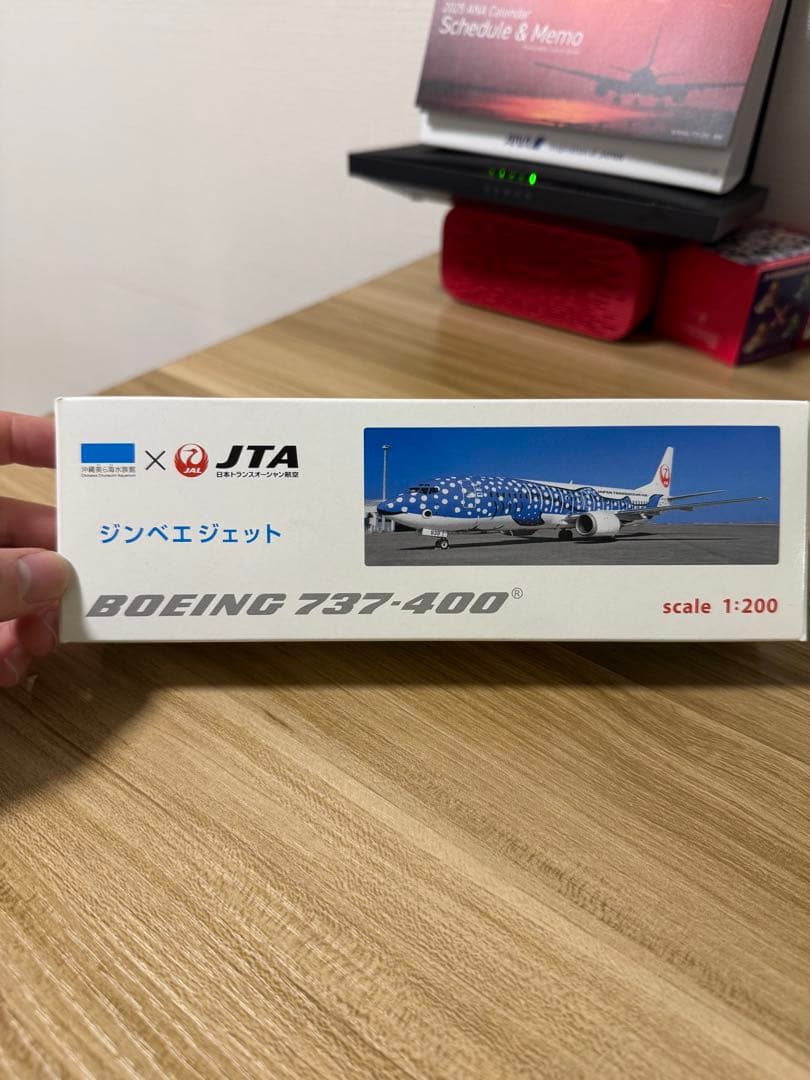 2025 ANA Calendar
Schedule & Memo
ANA
沖縄美ら海水族館
Okinawa Churaumi Aquarium
×
JAL
JTA
日本トランスオーシャン航空
ジンベエジェット
BOEING 737-400®
scale 1:200